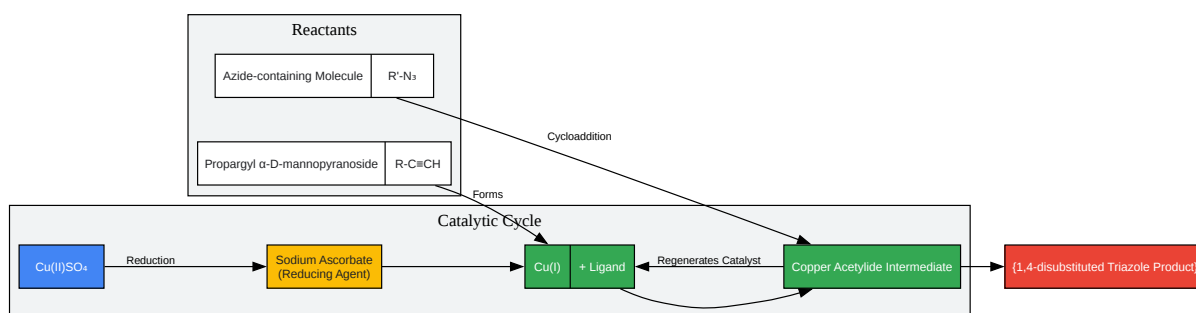 Reactants
Azide-containing Molecule
R'-N₃
Cycloaddition
Propargyl α-D-mannopyranoside
R-C≡CH
Forms
Catalytic Cycle
Cu(II)SO₄
Reduction
Sodium Ascorbate
(Reducing Agent)
Cu(I)
+ Ligand
Regenerates Catalyst
Copper Acetylide Intermediate
{1,4-disubstituted Triazole Product}